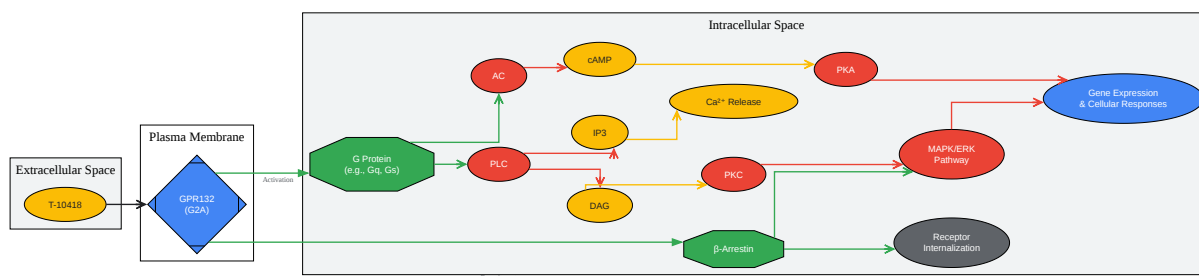 Intracellular Space
cAMP
AC
PKA
Gene Expression
& Cellular Responses
Ca²⁺ Release
Plasma Membrane
IP3
G Protein
(e.g., Gq, Gs)
PLC
MAPK/ERK
Pathway
Extracellular Space
Activation
PKC
T-10418
GPR132
(G2A)
DAG
β-Arrestin
Receptor
Internalization